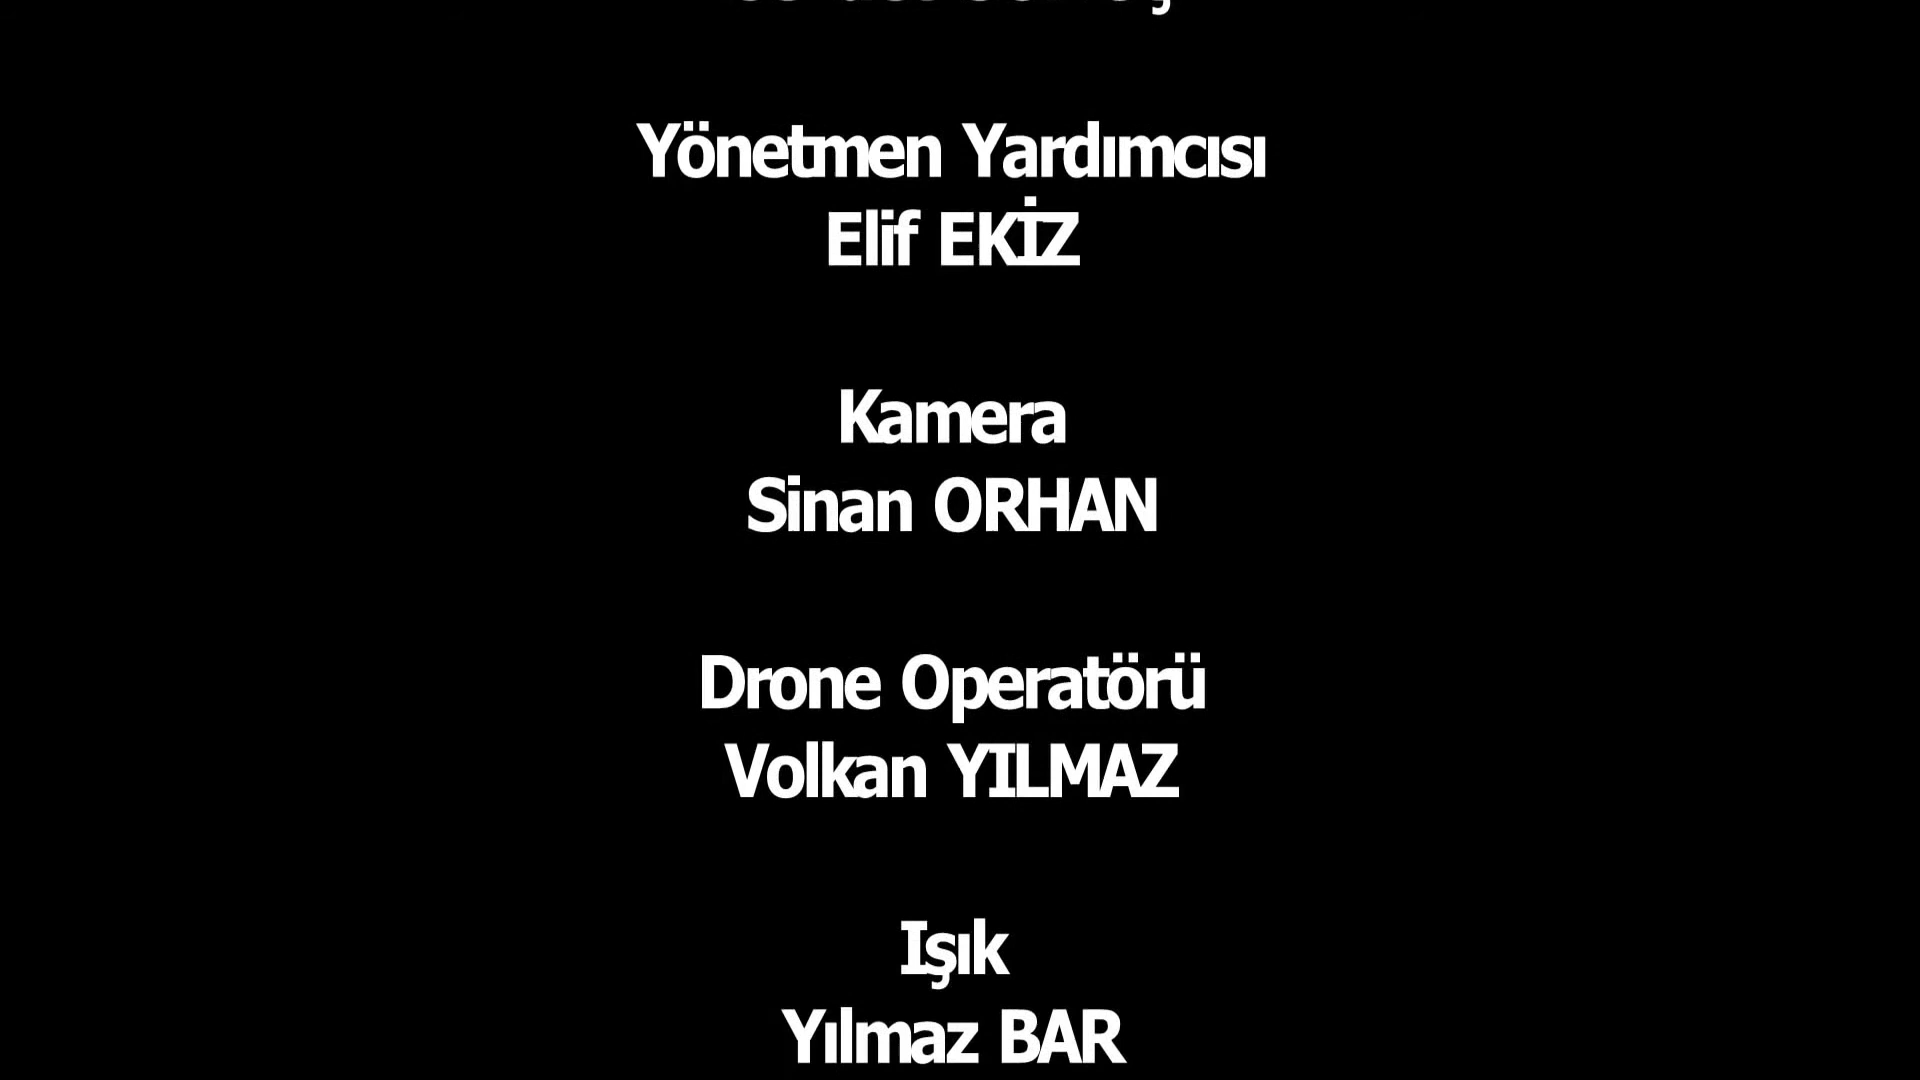 Yönetmen Yardımcısı
Elif EKİZ
Kamera
Sinan ORHAN
Drone Operatörü
Volkan YILMAZ
Işık
Yılmaz BAR